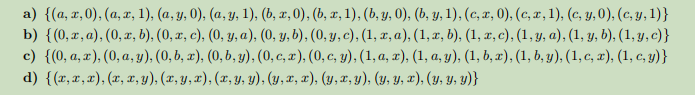 a) {(a, x, 0), (a, x, 1), (a, y, 0), (a, y, 1), (b, x, 0), (b, x, 1), (b, y, 0), (b, y, 1), (c, x, 0), (c, x, 1), (c, y, 0), (c, y, 1)}
b) {(0, x, a), (0, x, b), (0, x, c), (0, y, a), (0, y, b), (0, y, c), (1, x, a), (1, x, b), (1, x, c), (1, y, a), (1, y, b), (1, y, c)}
c) {(0, a, x), (0, a, y), (0, b, x), (0, b, y), (0, c, x), (0, c, y), (1, a, x), (1, a, y), (1, b, x), (1, b, y), (1, c, x), (1, c, y)}
d) {(x, x, x), (x, x, y), (x, y, x), (x, y, y), (y, x, x), (y, x, y), (y, y, x), (y, y, y)}